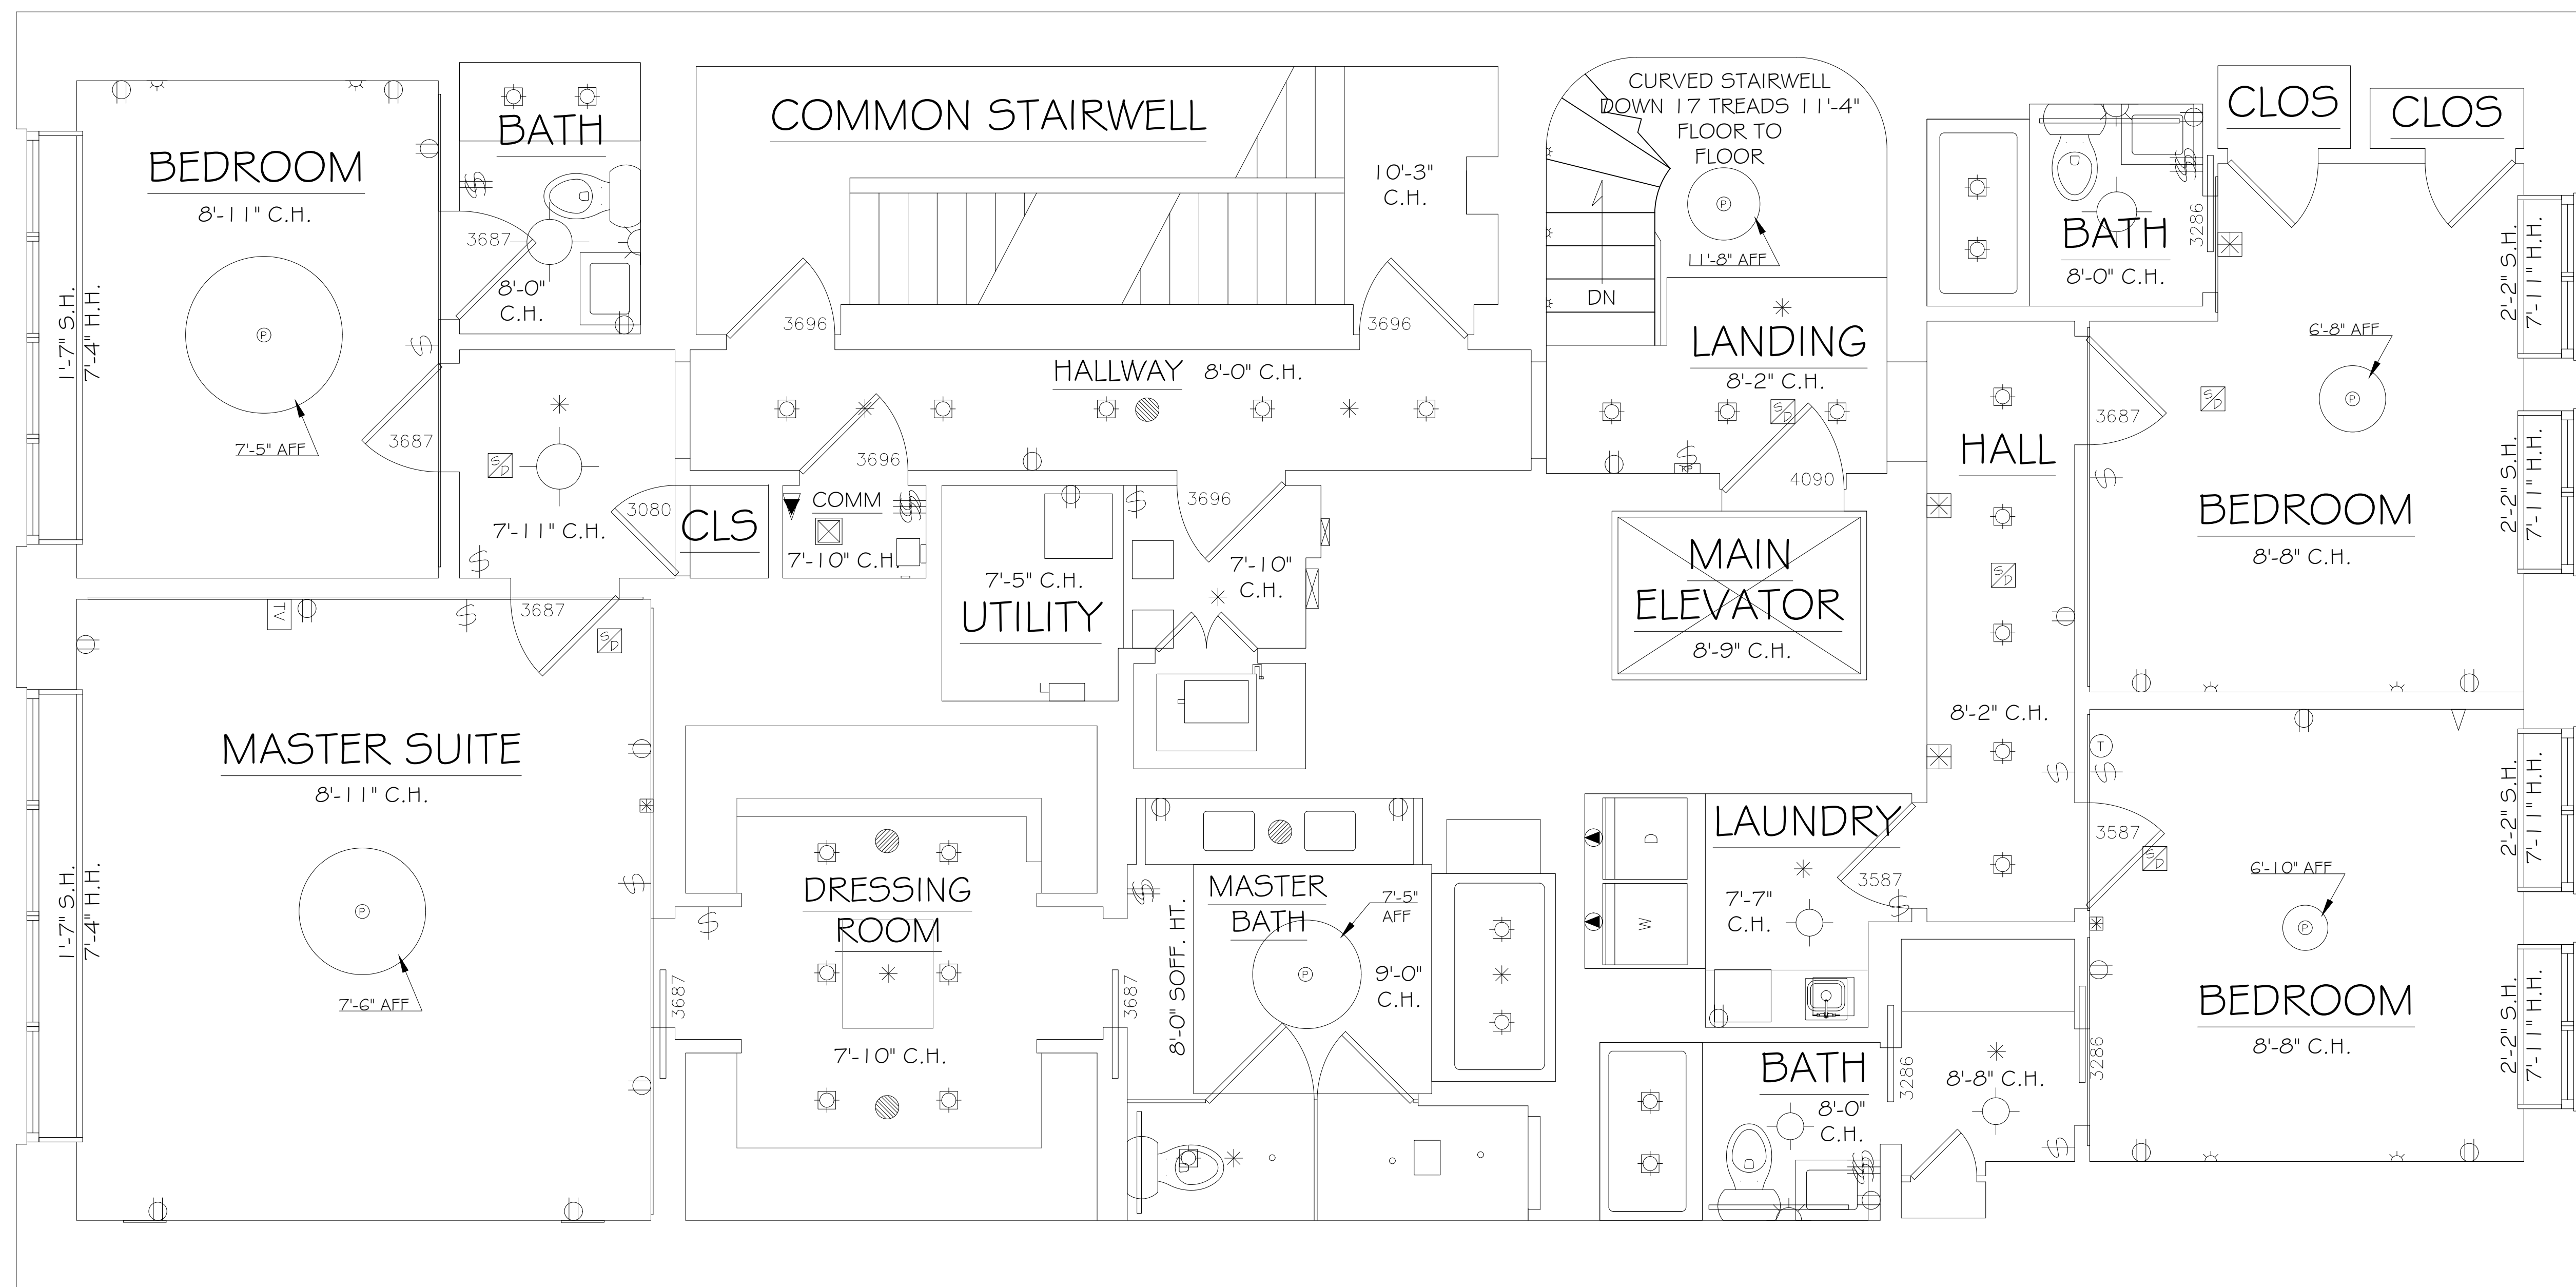 BEDROOM
8'-11" C.H.
1'-7" S.H.
7'-4" H.H.
7'-5" AFF
3687
BATH
3687
8'-0"
C.H.
COMMON STAIRWELL
10'-3"
C.H.
3696
3696
HALLWAY 8'-0" C.H.
CURVED STAIRWELL
DOWN 17 TREADS 11'-4"
FLOOR TO
FLOOR
P
11'-8" AFF
DN
LANDING
8'-2" C.H.
S/D
$
KP
4090
MAIN
ELEVATOR
8'-9" C.H.
BATH
8'-0" C.H.
3286
CLOS
CLOS
2'-2" S.H.
7'-11" H.H.
6'-8" AFF
P
S/D
3687
BEDROOM
8'-8" C.H.
2'-2" S.H.
7'-11" H.H.
HALL
S/D
8'-2" C.H.
S/D
7'-11" C.H.
3080
CLS
3696
COMM
7'-10" C.H.
3696
7'-5" C.H.
UTILITY
7'-10"
C.H.
3687
TV
S/D
MASTER SUITE
8'-11" C.H.
1'-7" S.H.
7'-4" H.H.
P
7'-6" AFF
3687
DRESSING
ROOM
7'-10" C.H.
3687
8'-0" SOFF. HT.
MASTER
BATH
7'-5"
AFF
P
9'-0"
C.H.
LAUNDRY
D
W
7'-7"
C.H.
3587
T
3587
S/D
6'-10" AFF
P
BEDROOM
8'-8" C.H.
2'-2" S.H.
7'-11" H.H.
2'-2" S.H.
7'-11" H.H.
BATH
8'-0"
C.H.
3286
8'-8" C.H.
3286